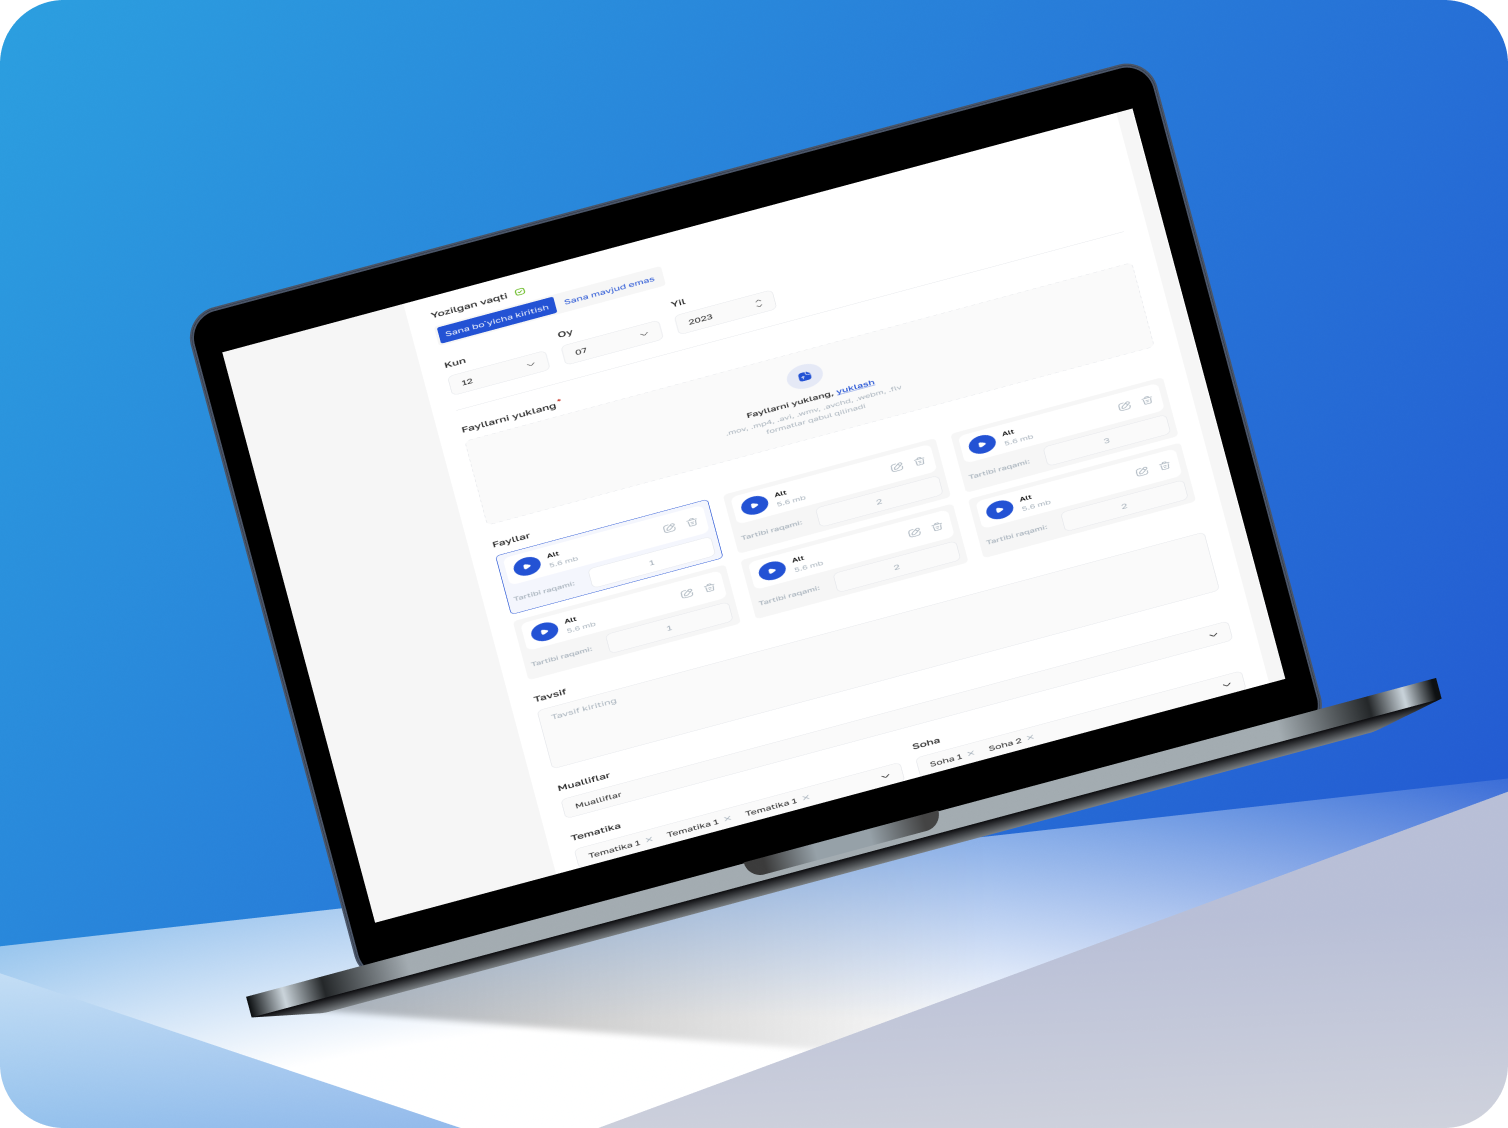 Yozilgan vaqti
Sana bo`yicha kiritish
Sana mavjud emas
Kun
Oy
Yil
12
07
2023
Fayllarni yuklang*
Fayllarni yuklang, yuklash
.mov, .mp4, .avi, .wmv, .avchd, .webm, .flv
formatlar qabul qilinadi
Fayllar
Alt
5.6 mb
Tartibi raqami:
1
Alt
5.6 mb
Tartibi raqami:
2
Alt
5.6 mb
Tartibi raqami:
3
Alt
5.6 mb
Tartibi raqami:
1
Alt
5.6 mb
Tartibi raqami:
2
Alt
5.6 mb
Tartibi raqami:
2
Tavsif
Tavsif kiriting
Mualliflar
Mualliflar
Tematika
Tematika 1
Tematika 1
Tematika 1
Soha
Soha 1
Soha 2